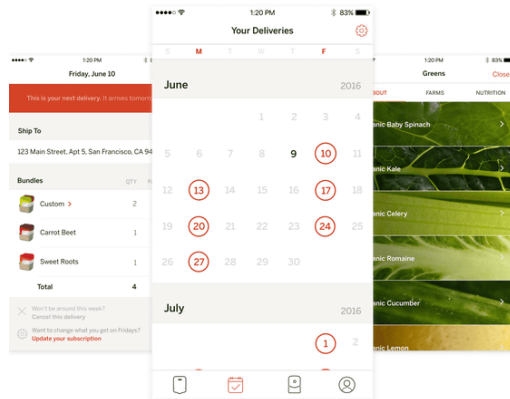 1:20 PM
Friday, June 10
This is your next delivery. It arrives tomorr
Ship To
123 Main Street, Apt 5, San Francisco, CA 94
Bundles
QTY
Custom >
2
Carrot Beet
1
Sweet Roots
1
Total
4
Won't be around this week?
Cancel this delivery
Want to change what you get on Fridays?
Update your subscription
1:20 PM
83%
Your Deliveries
S M T W T F S
June 2016
1 2 3 4
5 6 7 8 9 10 11
12 13 14 15 16 17 18
19 20 21 22 23 24 25
26 27 28 29 30
July 2016
1 2
1:20 PM
83%
Greens
Close
BOUT
FARMS
NUTRITION
anic Baby Spinach
anic Kale
anic Celery
anic Romaine
anic Cucumber
anic Lemon